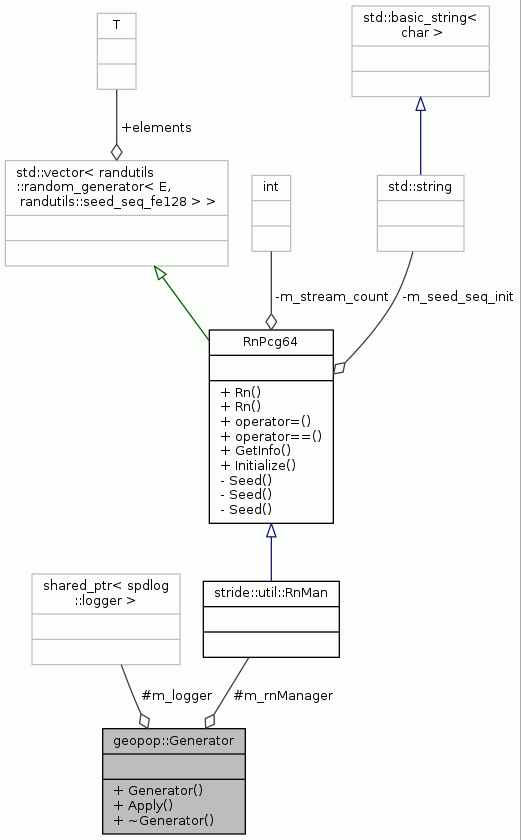 T
std::basic_string<
char >
+elements
std::vector< randutils
::random_generator< E,
randutils::seed_seq_fe128 > >
int
std::string
-m_stream_count
-m_seed_seq_init
RnPcg64
+ Rn()
+ Rn()
+ operator=()
+ operator==()
+ GetInfo()
+ Initialize()
- Seed()
- Seed()
- Seed()
shared_ptr< spdlog
::logger >
stride::util::RnMan
#m_logger
#m_rnManager
geopop::Generator
+ Generator()
+ Apply()
+ ~Generator()